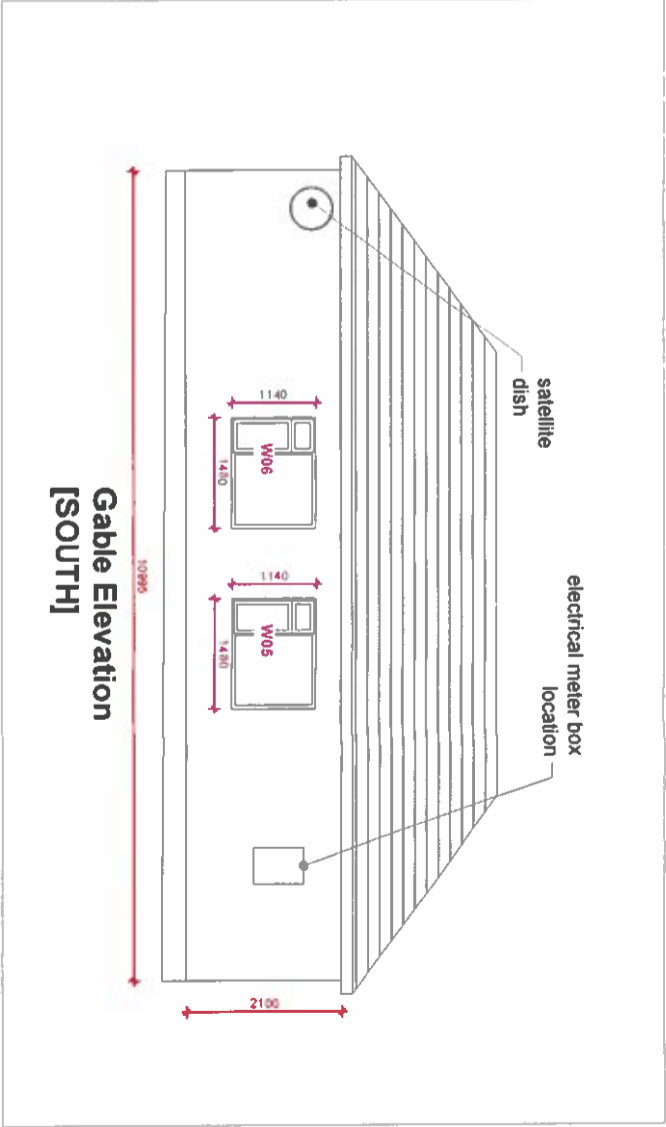 satellite
dish
electrical meter box
location
1140
W06
1480
1140
W05
1480
2100
10995
Gable Elevation
[SOUTH]